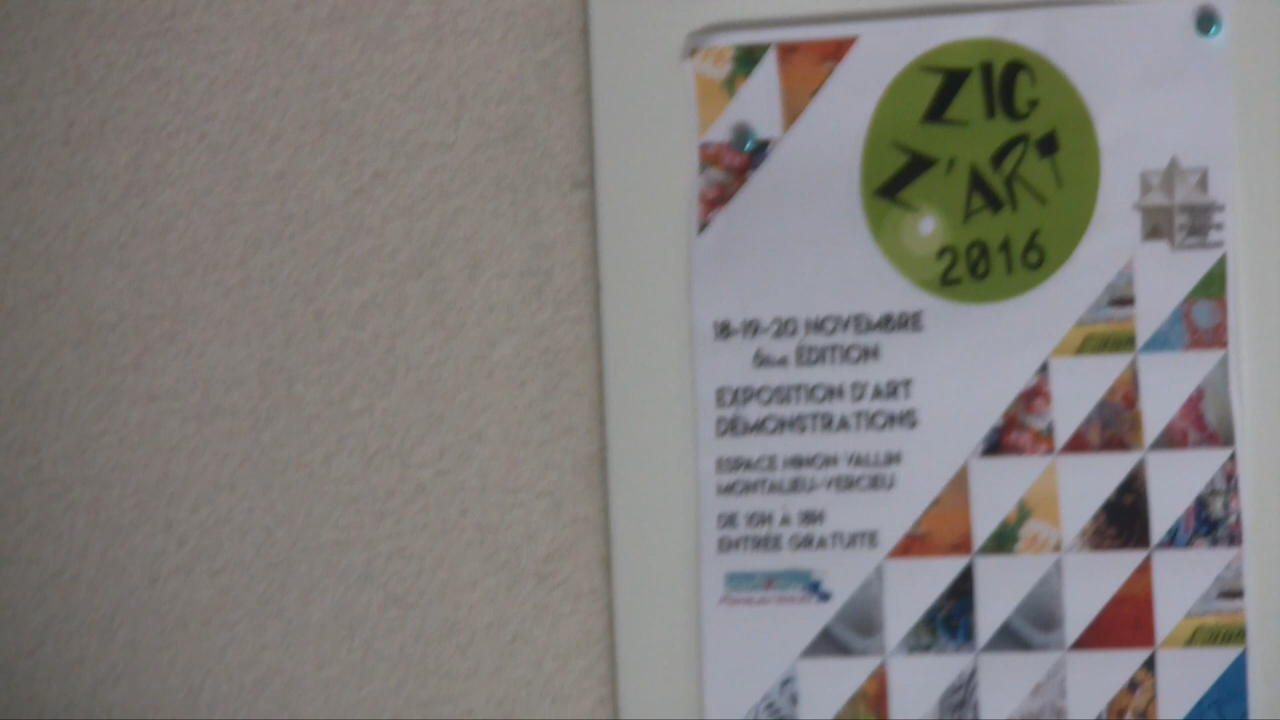 ZIG
Z'ART
2016
18-19-20 NOVEMBRE
6ème ÉDITION
EXPOSITION D'ART
DÉMONSTRATIONS
ESPACE NINON VALLIN
MONTALIEU-VERCIEU
DE 10H À 18H
ENTRÉE GRATUITE